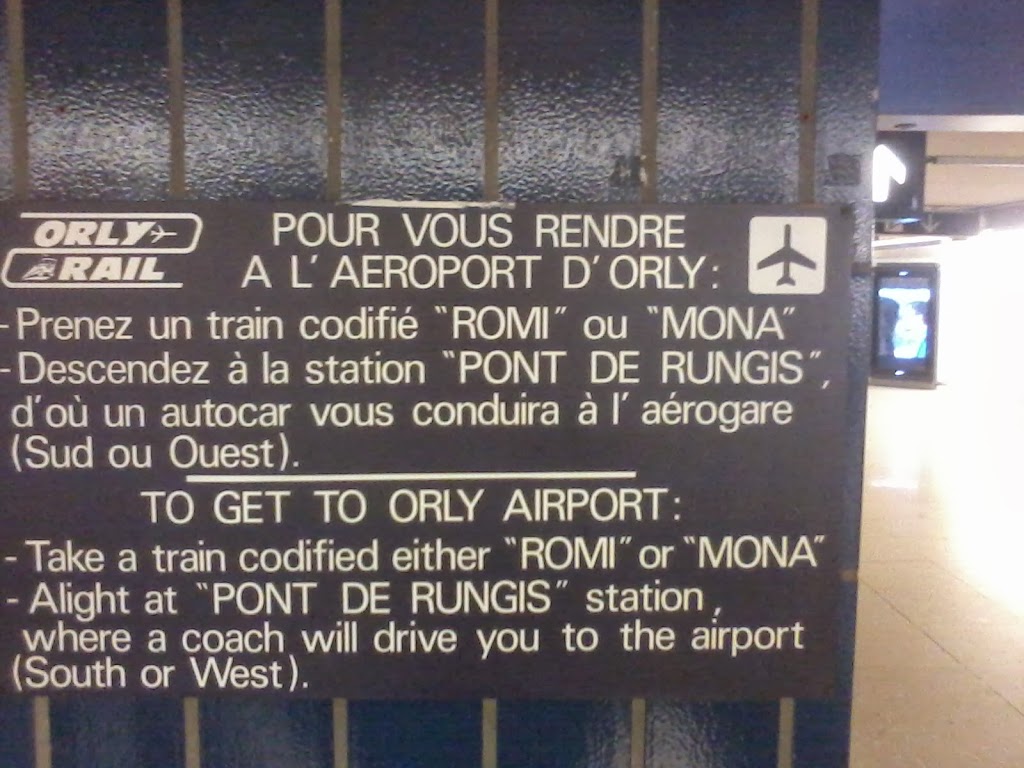 ORLY
RAIL
POUR VOUS RENDRE
A L'AEROPORT D'ORLY:
-Prenez un train codifié "ROMI" ou "MONA"
-Descendez à la station "PONT DE RUNGIS",
d'où un autocar vous conduira à l'aérogare
(Sud ou Ouest).
TO GET TO ORLY AIRPORT:
- Take a train codified either "ROMI" or "MONA"
- Alight at "PONT DE RUNGIS" station,
where a coach will drive you to the airport
(South or West).